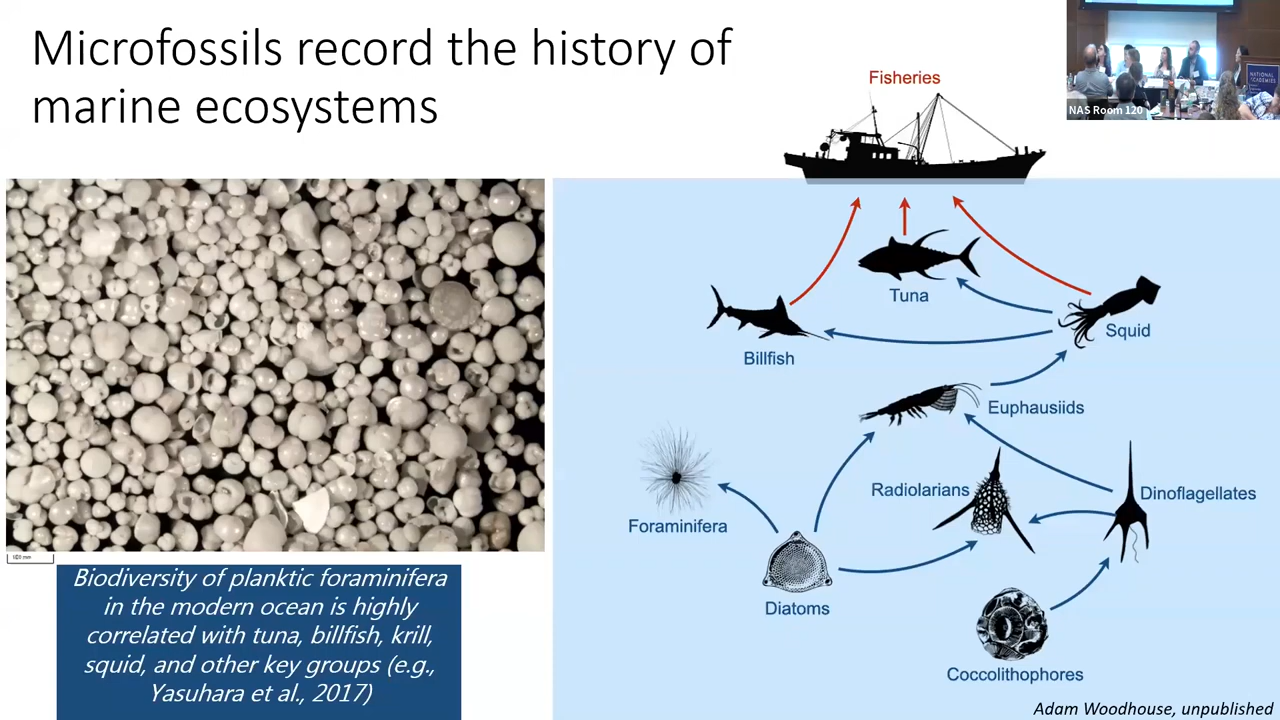 Microfossils record the history of
marine ecosystems
NAS Room 120
NATIONAL
ACADEMIES
Fisheries
Tuna
Squid
Billfish
Euphausiids
Radiolarians
Dinoflagellates
Foraminifera
Diatoms
Coccolithophores
Biodiversity of planktic foraminifera
in the modern ocean is highly
correlated with tuna, billfish, krill,
squid, and other key groups (e.g.,
Yasuhara et al., 2017)
Adam Woodhouse, unpublished